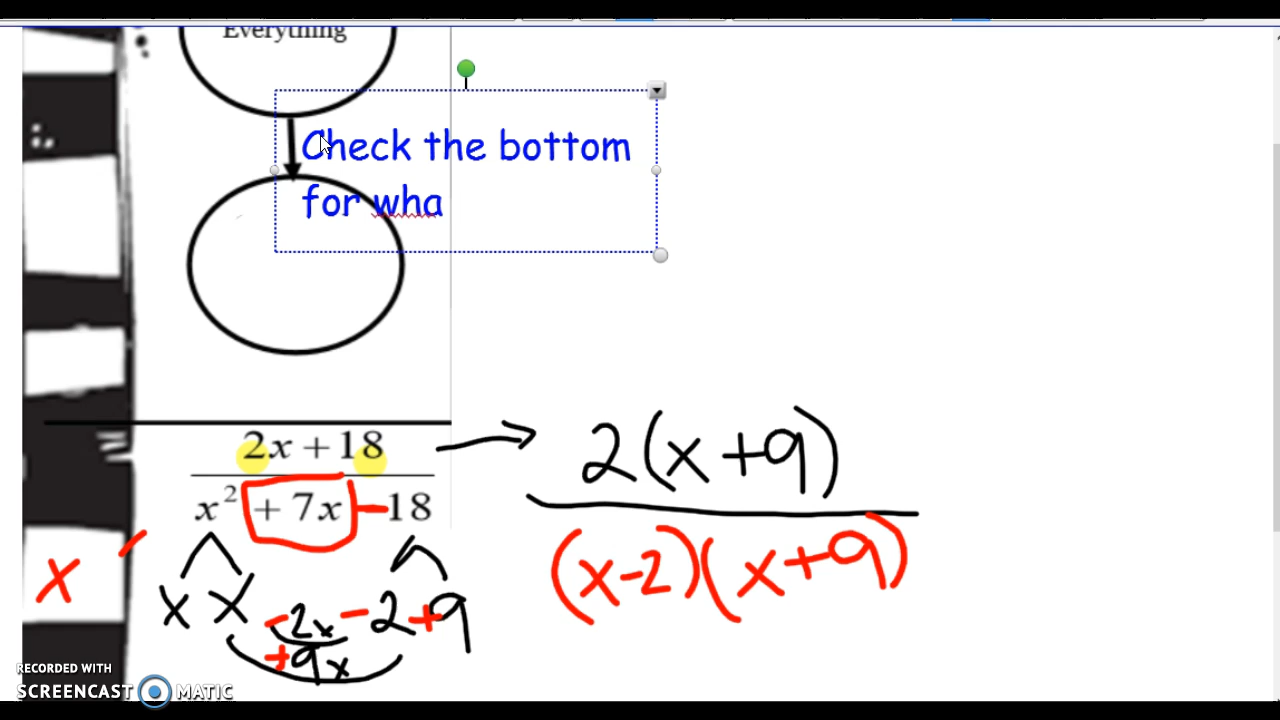 Everything
Check the bottom
for wha
2x + 18
x² + 7x - 18
2(x+9)
(x-2)(x+9)
x
x x -2x -2 +9
+9x
RECORDED WITH
SCREENCAST MATIC